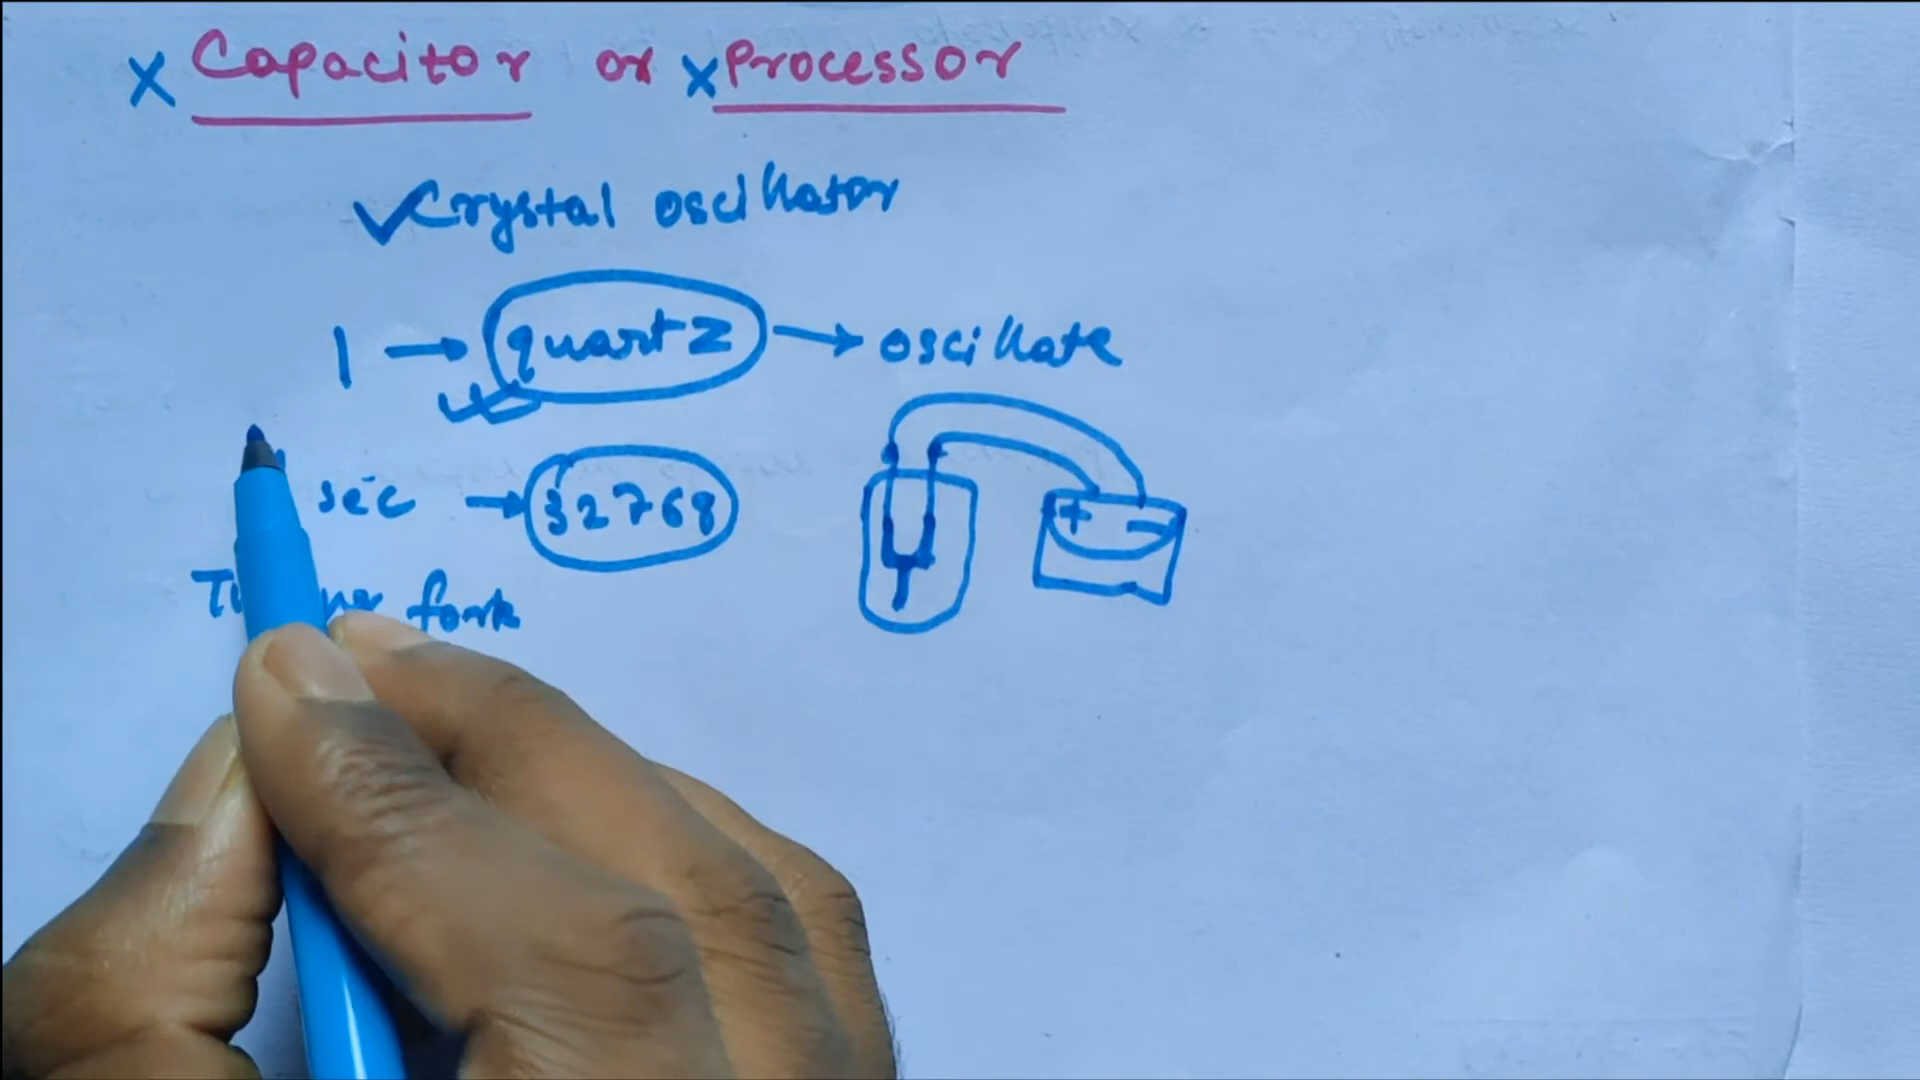 x Capacitor or x Processor
✓ Crystal oscillator
1 → quartz → oscillate
sec → 32768
+ -
fork